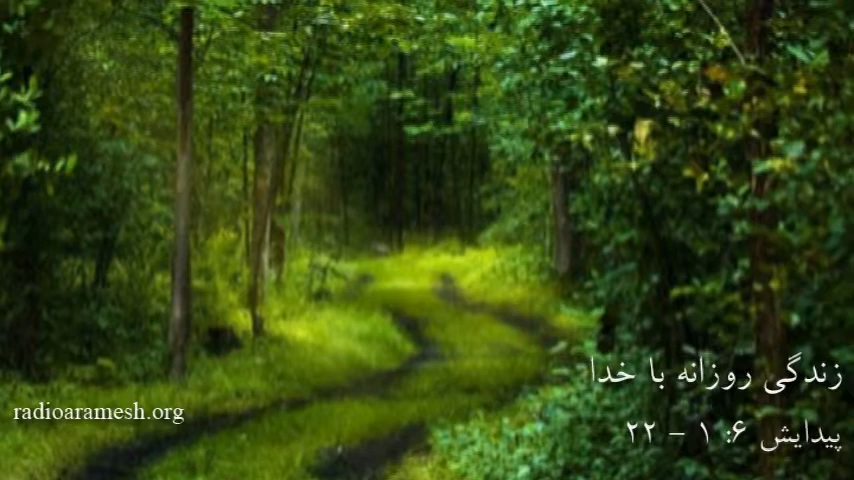 زندگی روزانه با خدا
radioaramesh.org
پیدایش ۶: ۱ – ۲۲